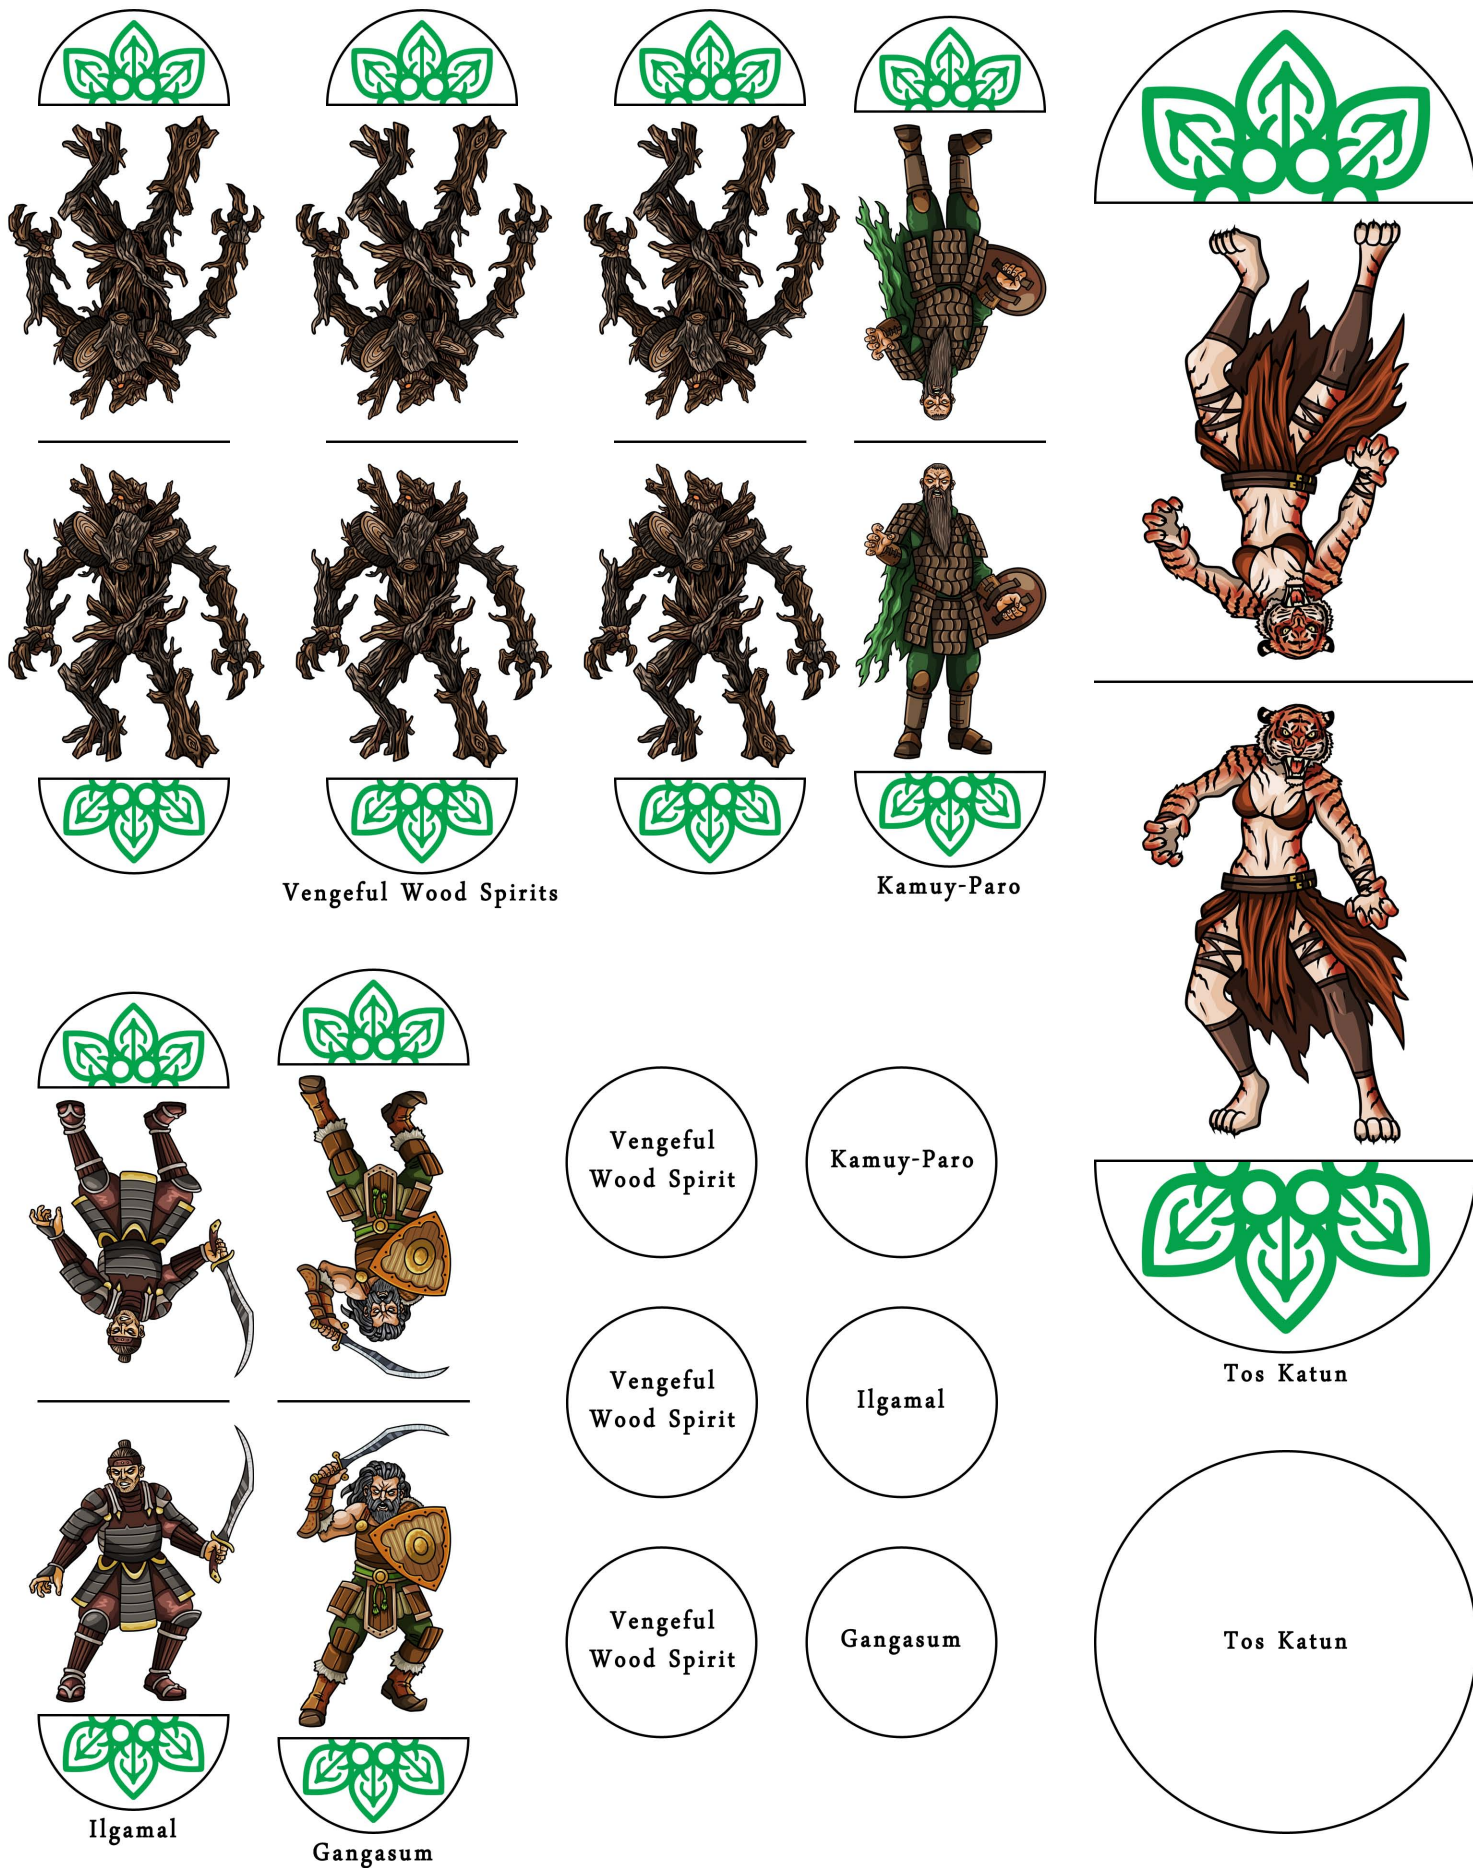 Vengeful Wood Spirits
Kamuy-Paro
Vengeful
Wood Spirit
Kamuy-Paro
Vengeful
Wood Spirit
Ilgamal
Tos Katun
Vengeful
Wood Spirit
Gangasum
Tos Katun
Ilgamal
Gangasum